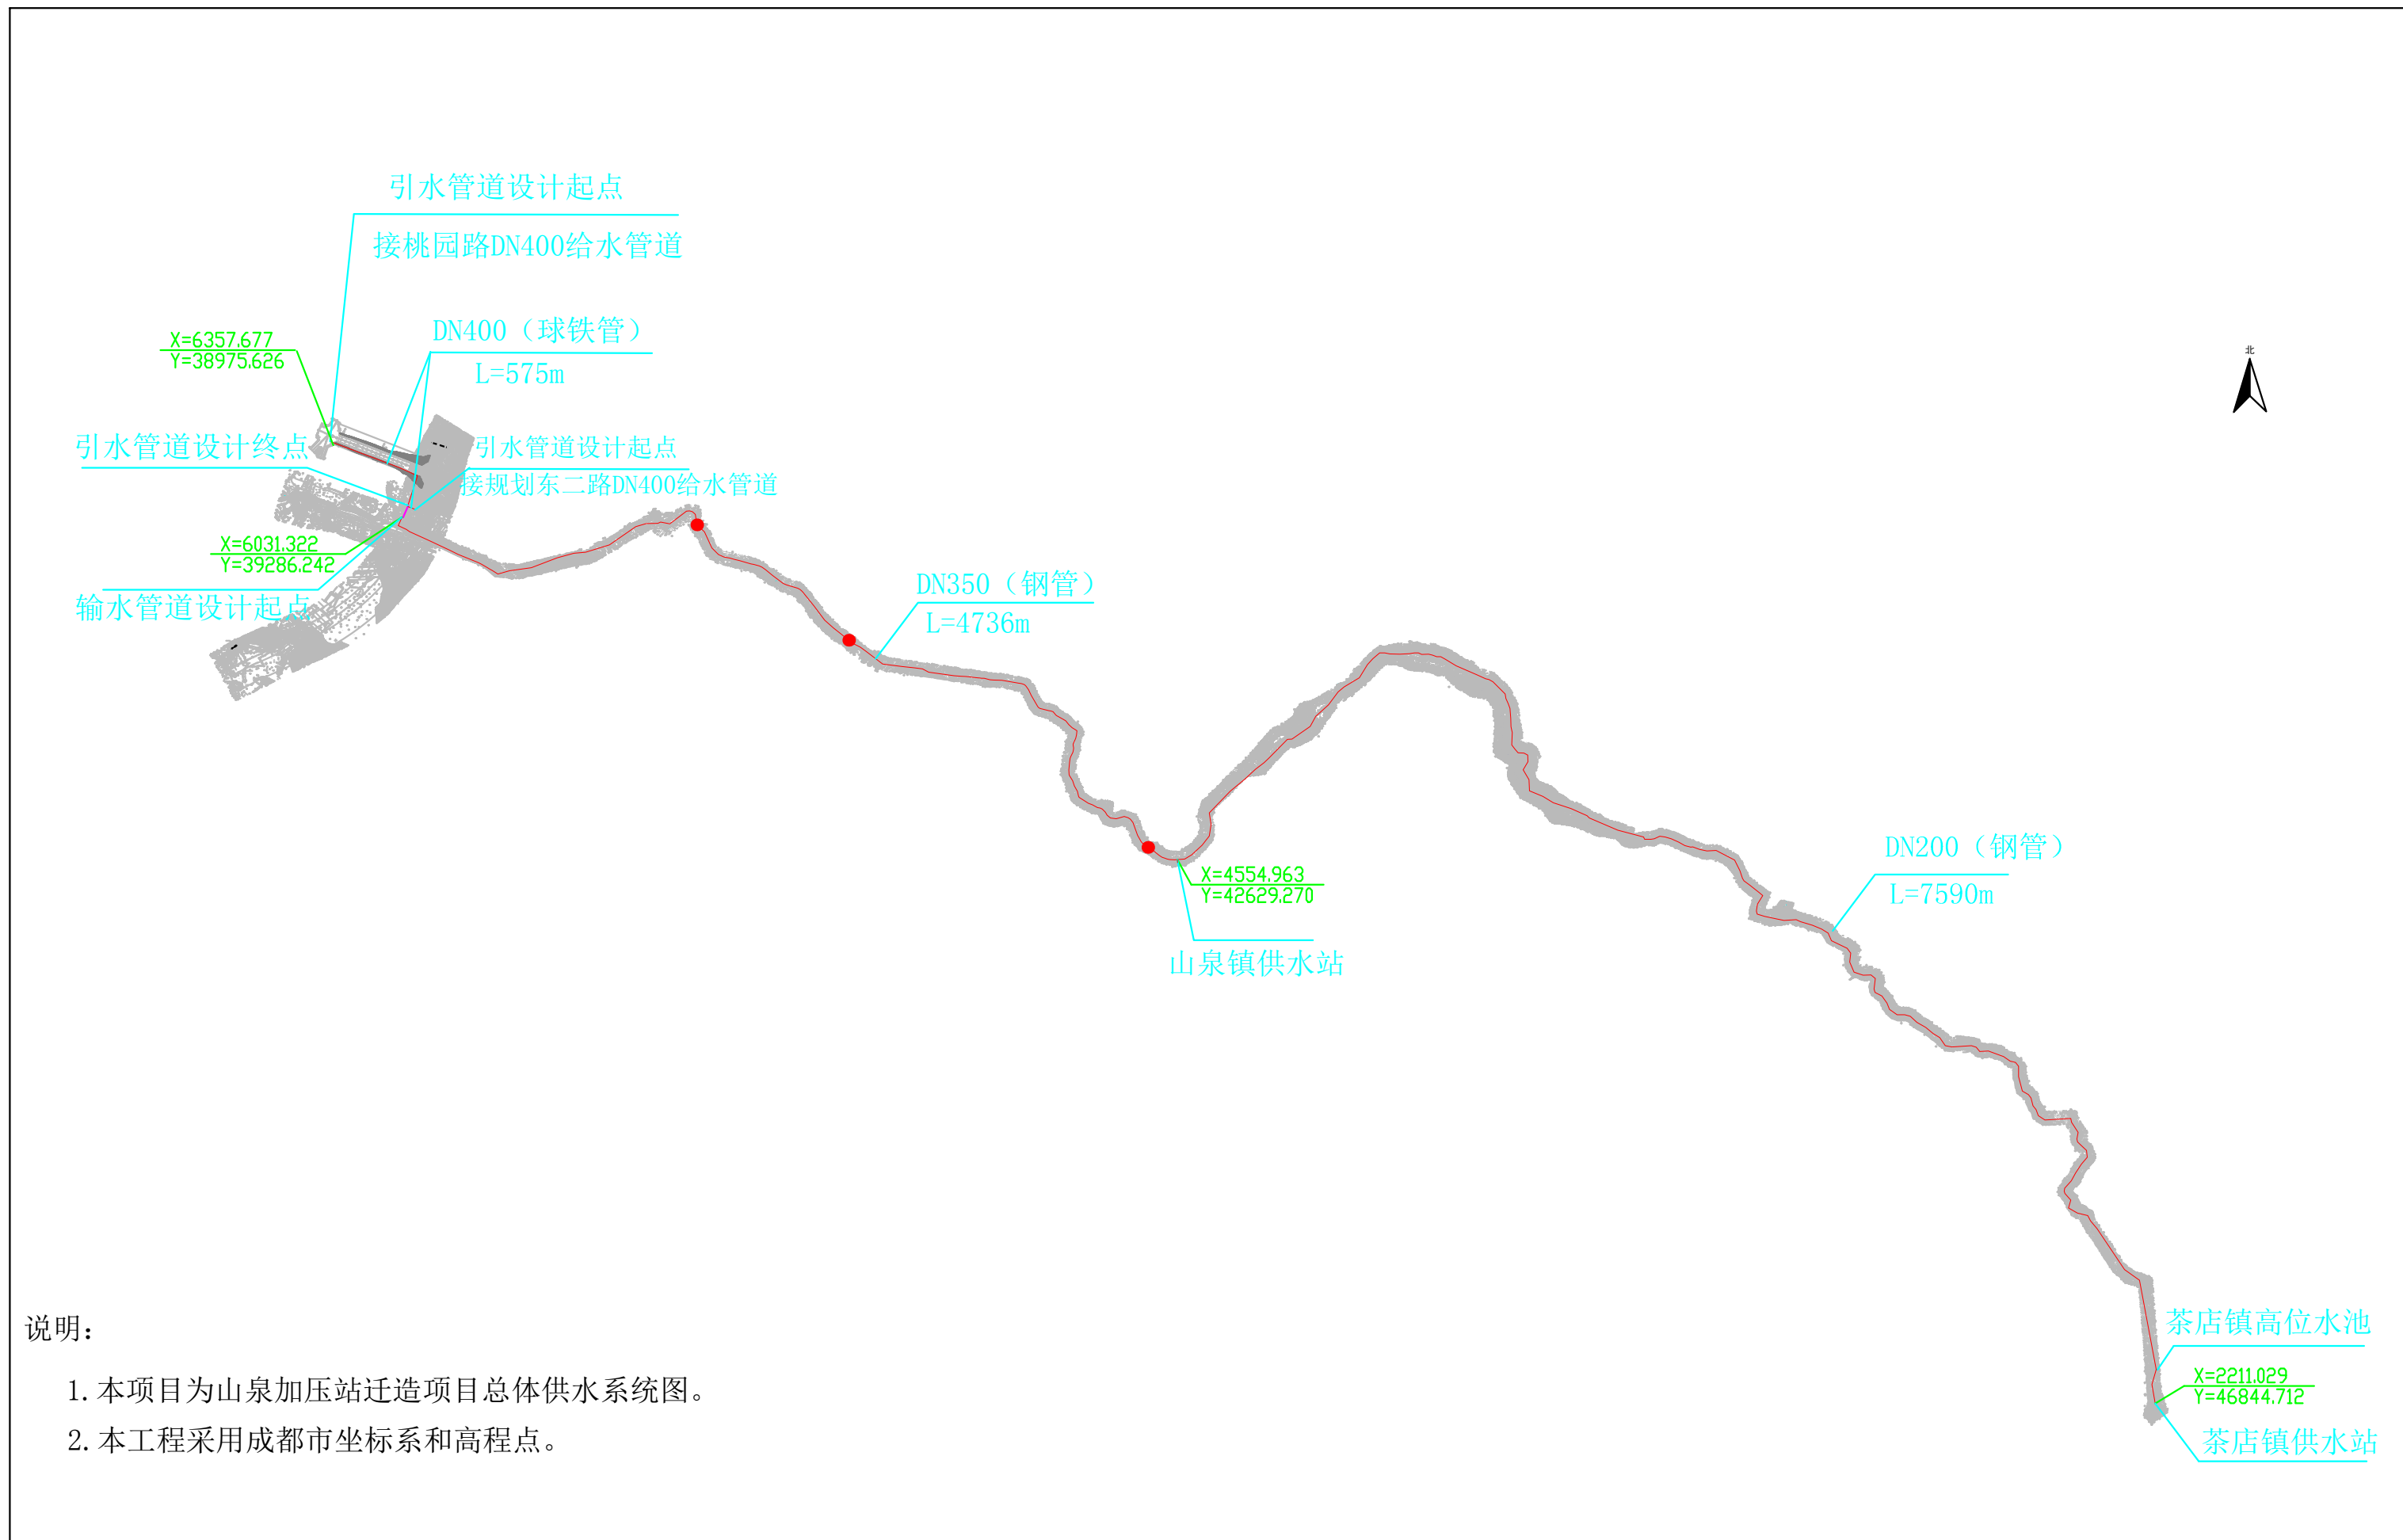 引水管道设计起点
接桃园路DN400给水管道
DN400（球铁管）
L=575m
X=6357.677
Y=38975.626
北
引水管道设计终点
引水管道设计起点
接规划东二路DN400给水管道
X=6031.322
Y=39286.242
输水管道设计起点
DN350（钢管）
L=4736m
X=4554.963
Y=42629.270
山泉镇供水站
DN200（钢管）
L=7590m
茶店镇高位水池
X=2211.029
Y=46844.712
茶店镇供水站
说明：
1.本项目为山泉加压站迁造项目总体供水系统图。
2.本工程采用成都市坐标系和高程点。